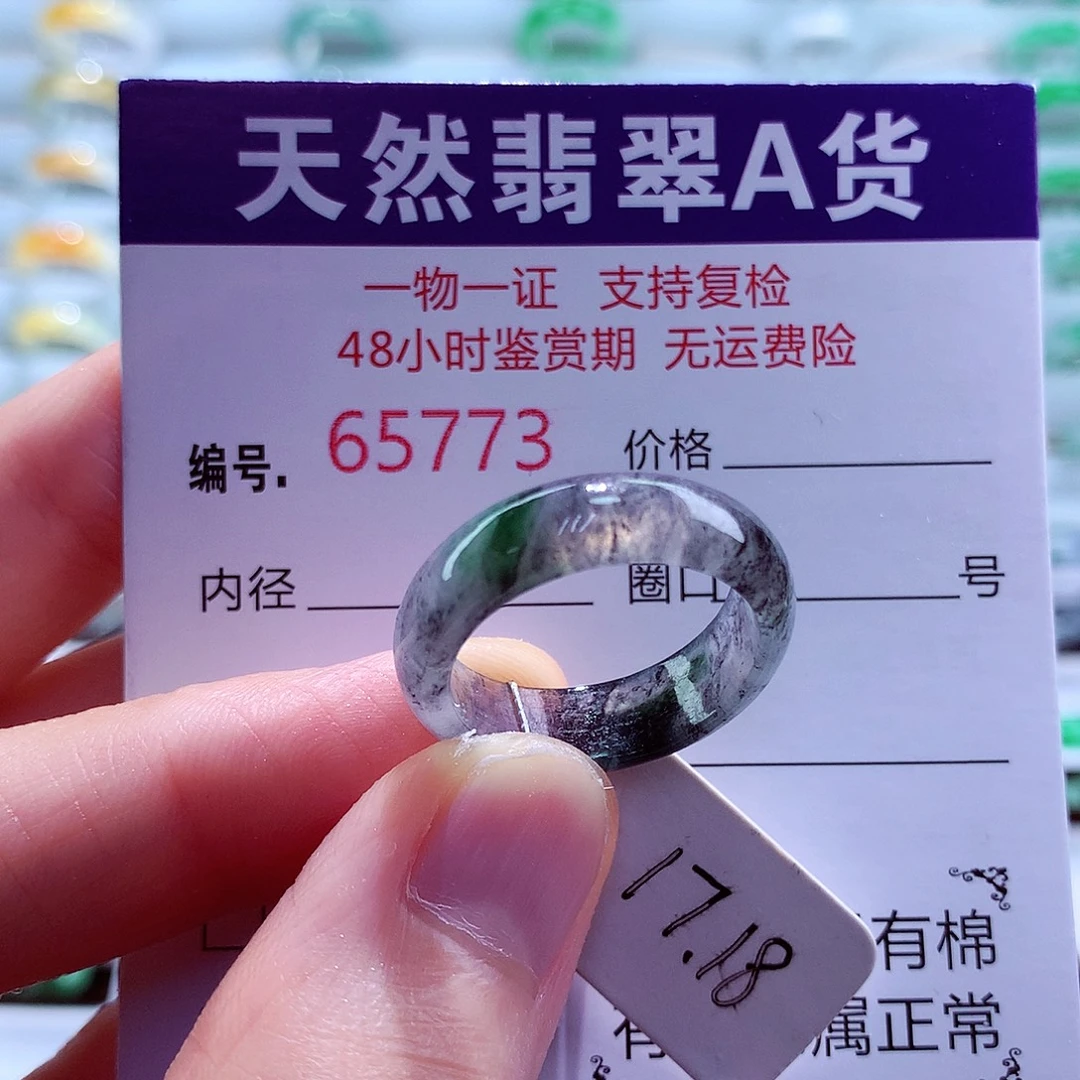 天然翡翠A货
一物一证 支持复检
48小时鉴赏期 无运费险
编号. 65773 价格
内径 圈口 号
17.18
有棉
属正常